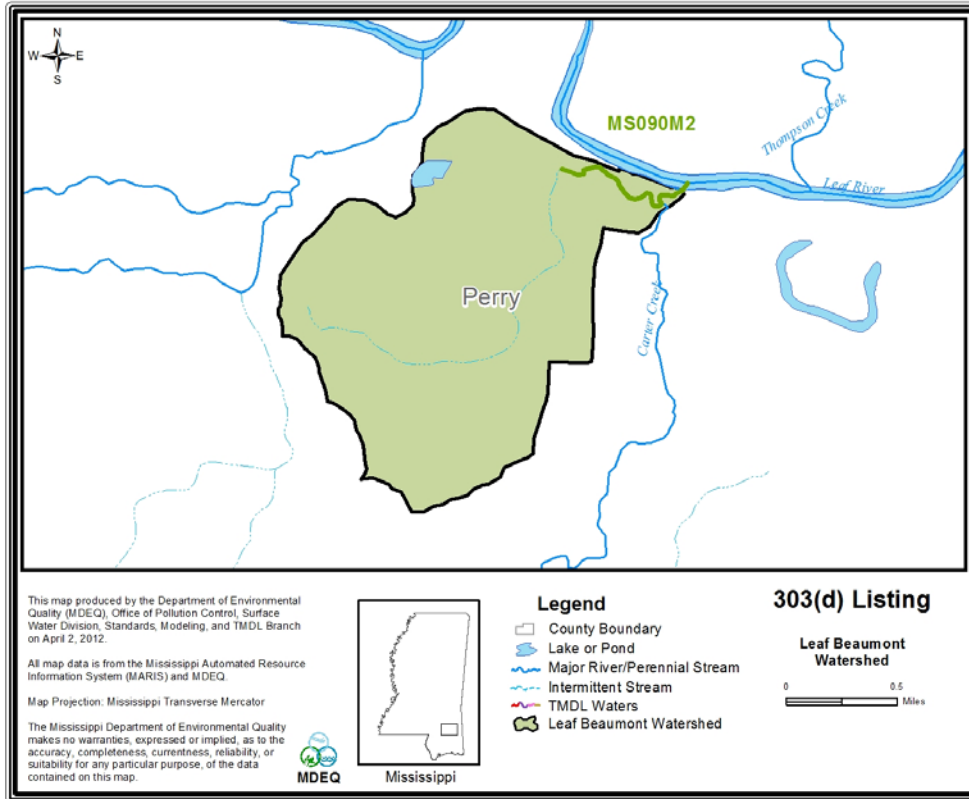 N
W E
S
MS090M2
Thompson Creek
Leaf River
Perry
Carter Creek
This map produced by the Department of Environmental
Quality (MDEQ), Office of Pollution Control, Surface
Water Division, Standards, Modeling, and TMDL Branch
on April 2, 2012.
All map data is from the Mississippi Automated Resource
Information System (MARIS) and MDEQ.
Map Projection: Mississippi Transverse Mercator
The Mississippi Department of Environmental Quality
makes no warranties, expressed or implied, as to the
accuracy, completeness, currentness, reliability, or
suitability for any particular purpose, of the data
contained on this map.
MDEQ
Mississippi
Legend
County Boundary
Lake or Pond
Major River/Perennial Stream
Intermittent Stream
TMDL Waters
Leaf Beaumont Watershed
303(d) Listing
Leaf Beaumont
Watershed
0 0.5
Miles